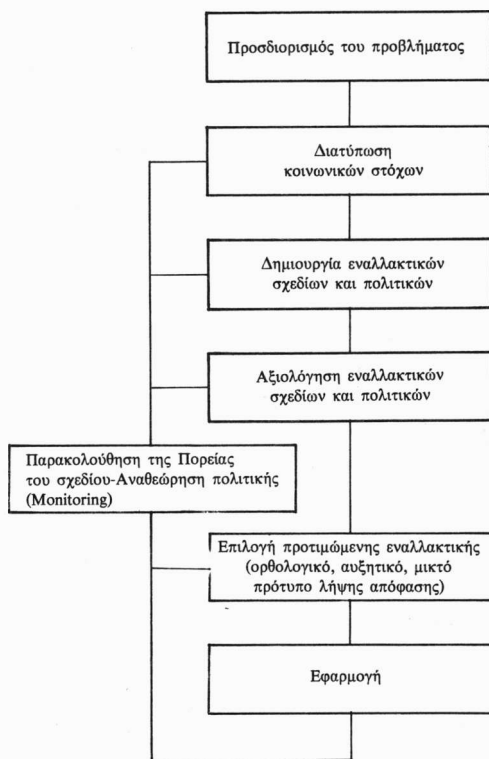 Προσδιορισμός του προβλήματος
Διατύπωση
κοινωνικών στόχων
Δημιουργία εναλλακτικών
σχεδίων και πολιτικών
Αξιολόγηση εναλλακτικών
σχεδίων και πολιτικών
Παρακολούθηση της Πορείας
του σχεδίου-Αναθεώρηση πολιτικής
(Monitoring)
Επιλογή προτιμώμενης εναλλακτικής
(ορθολογικό, αυξητικό, μικτό
πρότυπο λήψης απόφασης)
Εφαρμογή